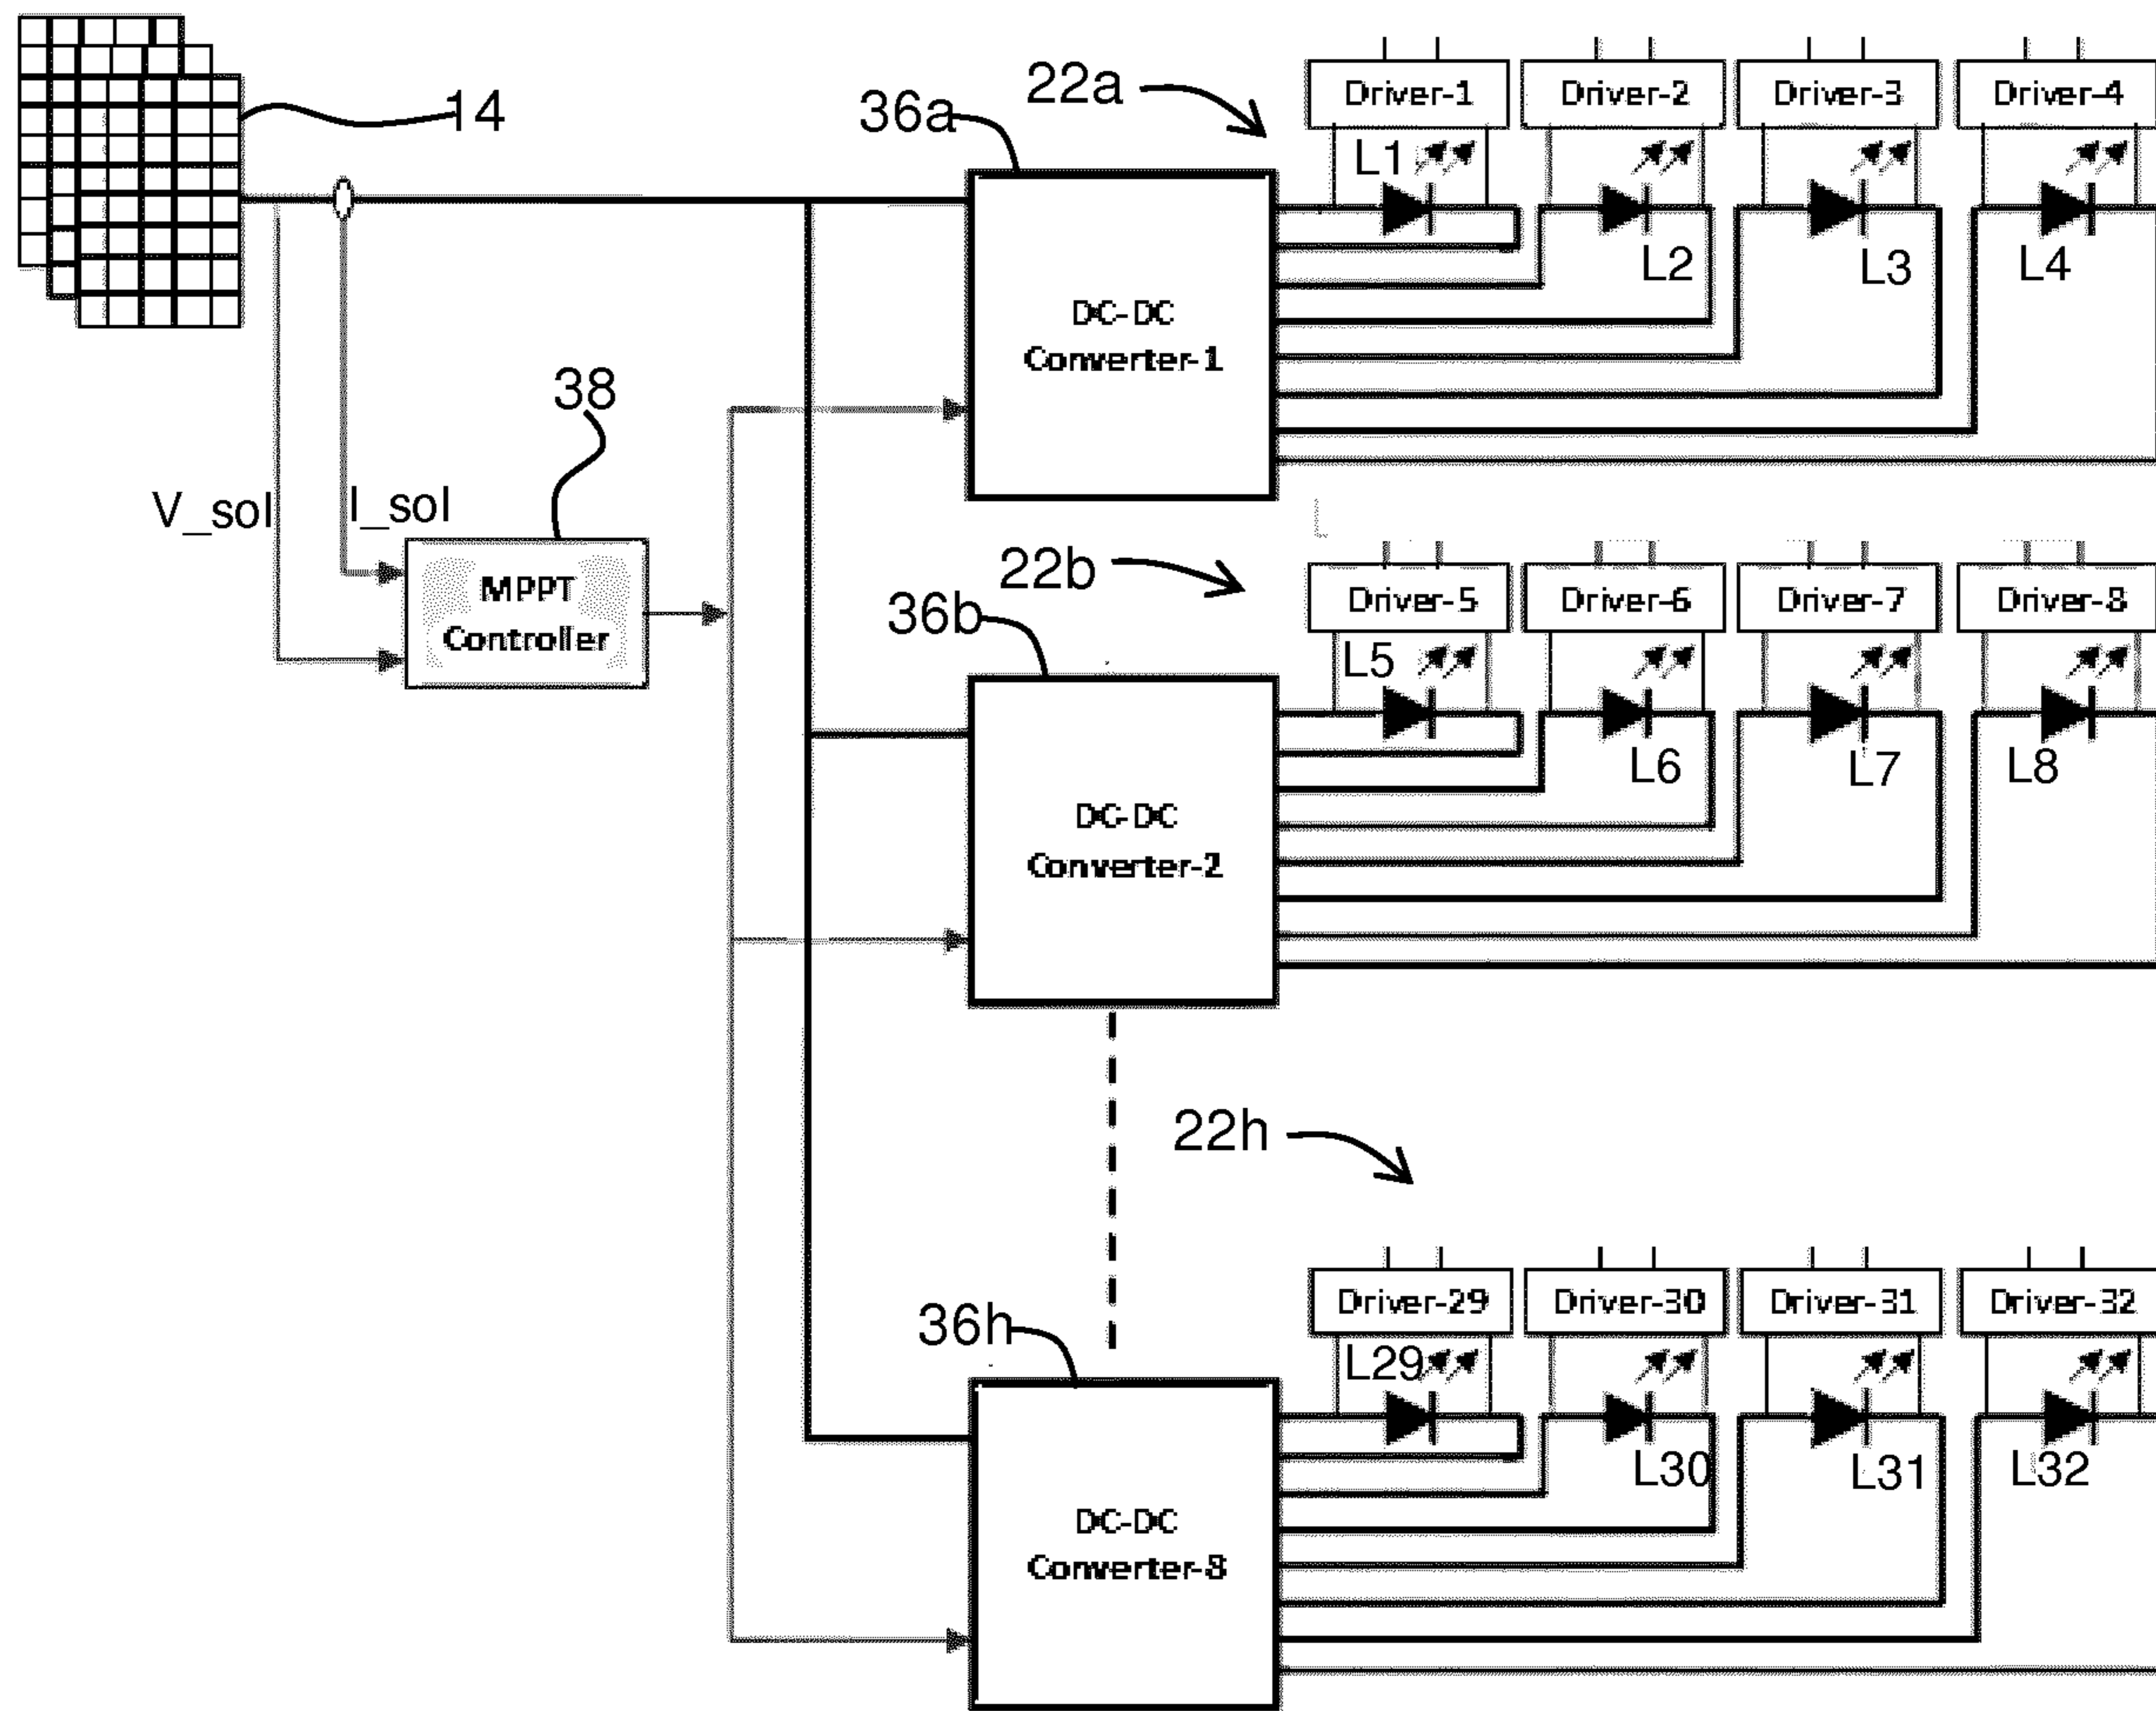 14
36a
22a
Driver-1
Driver-2
Driver-3
Driver-4
L1
L2
L3
L4
DC-DC
Converter-1
38
V_sol
I_sol
MPPT
Controller
22b
36b
Driver-5
Driver-6
Driver-7
Driver-8
L5
L6
L7
L8
DC-DC
Converter-2
22h
36h
Driver-29
Driver-30
Driver-31
Driver-32
L29
L30
L31
L32
DC-DC
Converter-8